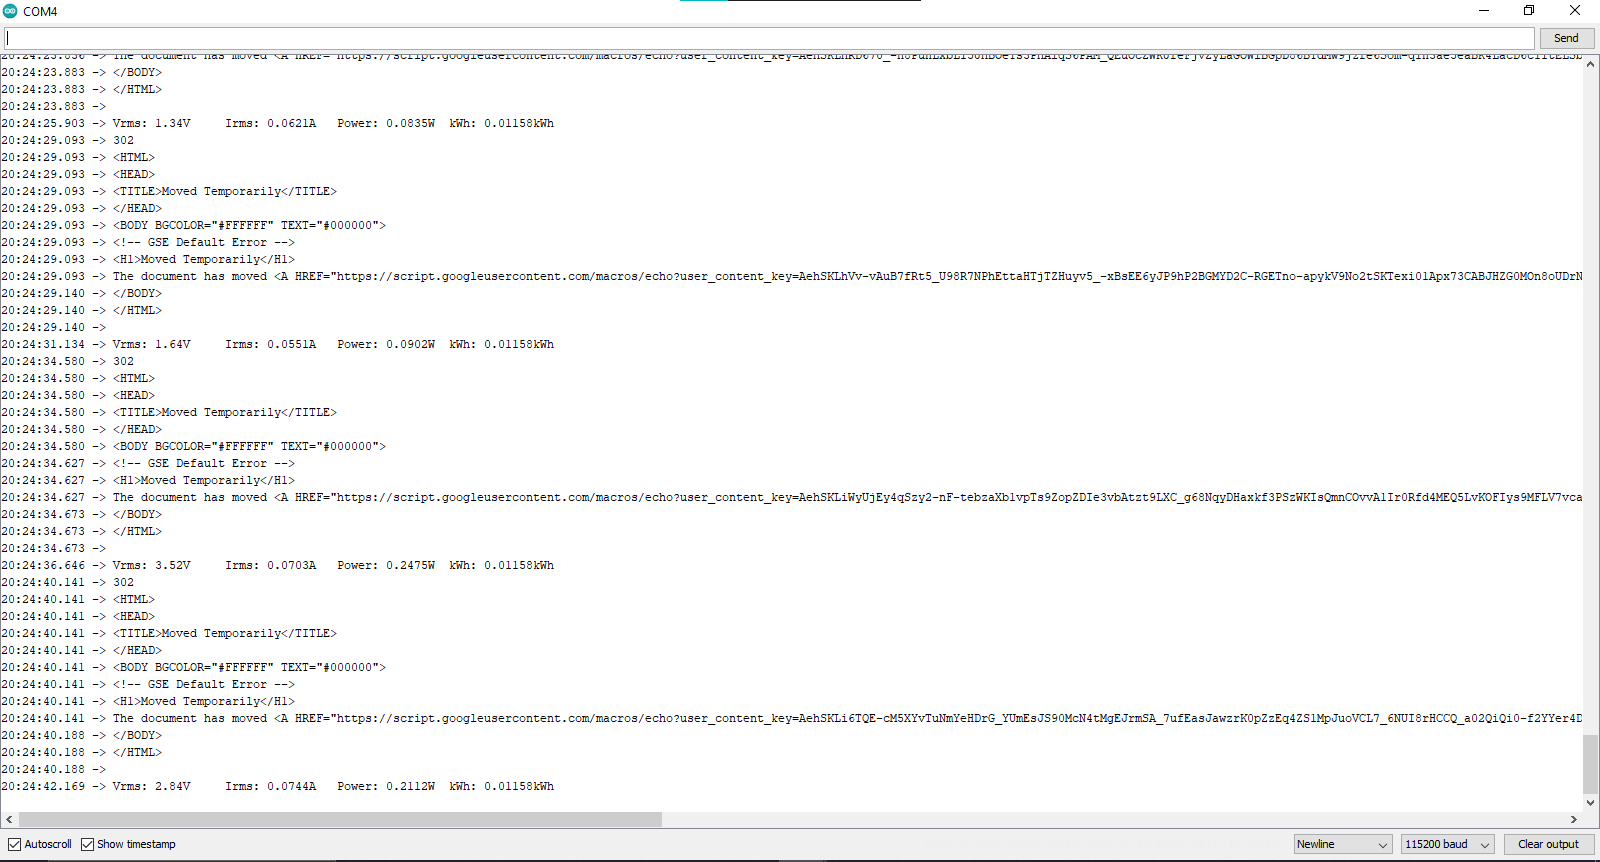 COM4
Send
20:24:23.883 -> </BODY>
20:24:23.883 -> </HTML>
20:24:23.883 ->
20:24:25.903 -> Vrms: 1.34V Irms: 0.0621A Power: 0.0835W kWh: 0.01158kWh
20:24:29.093 -> 302
20:24:29.093 -> <HTML>
20:24:29.093 -> <HEAD>
20:24:29.093 -> <TITLE>Moved Temporarily</TITLE>
20:24:29.093 -> </HEAD>
20:24:29.093 -> <BODY BGCOLOR="#FFFFFF" TEXT="#000000">
20:24:29.093 -> <!-- GSE Default Error -->
20:24:29.093 -> <H1>Moved Temporarily</H1>
20:24:29.093 -> The document has moved <A HREF="https://script.googleusercontent.com/macros/echo?user_content_key=
20:24:29.140 -> </BODY>
20:24:29.140 -> </HTML>
20:24:29.140 ->
20:24:31.134 -> Vrms: 1.64V Irms: 0.0551A Power: 0.0902W kWh: 0.01158kWh
20:24:34.580 -> 302
20:24:34.580 -> <HTML>
20:24:34.580 -> <HEAD>
20:24:34.580 -> <TITLE>Moved Temporarily</TITLE>
20:24:34.580 -> </HEAD>
20:24:34.580 -> <BODY BGCOLOR="#FFFFFF" TEXT="#000000">
20:24:34.627 -> <!-- GSE Default Error -->
20:24:34.627 -> <H1>Moved Temporarily</H1>
20:24:34.627 -> The document has moved <A HREF="https://script.googleusercontent.com/macros/echo?user_content_key=
20:24:34.673 -> </BODY>
20:24:34.673 -> </HTML>
20:24:34.673 ->
20:24:36.646 -> Vrms: 3.52V Irms: 0.0703A Power: 0.2475W kWh: 0.01158kWh
20:24:40.141 -> 302
20:24:40.141 -> <HTML>
20:24:40.141 -> <HEAD>
20:24:40.141 -> <TITLE>Moved Temporarily</TITLE>
20:24:40.141 -> </HEAD>
20:24:40.141 -> <BODY BGCOLOR="#FFFFFF" TEXT="#000000">
20:24:40.141 -> <!-- GSE Default Error -->
20:24:40.141 -> <H1>Moved Temporarily</H1>
20:24:40.141 -> The document has moved <A HREF="https://script.googleusercontent.com/macros/echo?user_content_key=
20:24:40.188 -> </BODY>
20:24:40.188 -> </HTML>
20:24:40.188 ->
20:24:42.169 -> Vrms: 2.84V Irms: 0.0744A Power: 0.2112W kWh: 0.01158kWh
Autoscroll Show timestamp Newline 115200 baud Clear output